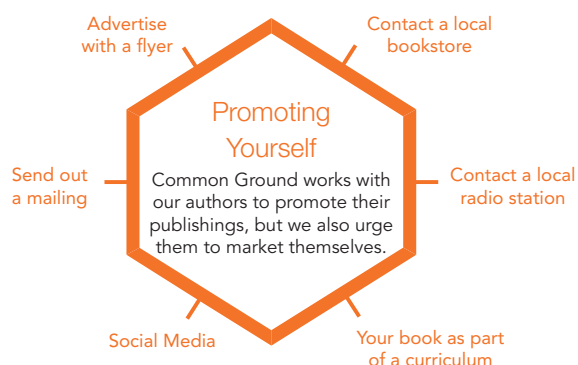 Advertise
with a flyer
Contact a local
bookstore
Promoting
Yourself
Common Ground works with
our authors to promote their
publishings, but we also urge
them to market themselves.
Send out
a mailing
Contact a local
radio station
Social Media
Your book as part
of a curriculum